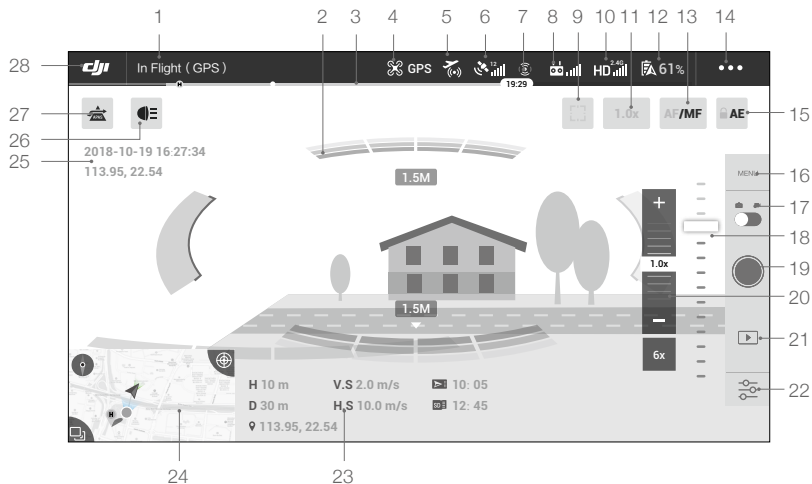 1
2
3
4
5
6
7
8
9
10
11
12
13
14
28
dji
In Flight ( GPS )
GPS
12
HD
2.4G
61%
H
19:29
27
26
25
APAS
1.0x
AF/MF
AE
15
2018-10-19 16:27:34
113.95, 22.54
1.5M
MENU
16
17
18
+
1.0x
19
20
1.5M
−
21
6x
22
H 10 m
V.S 2.0 m/s
10: 05
D 30 m
H.S 10.0 m/s
SD
12: 45
113.95, 22.54
H
24
23